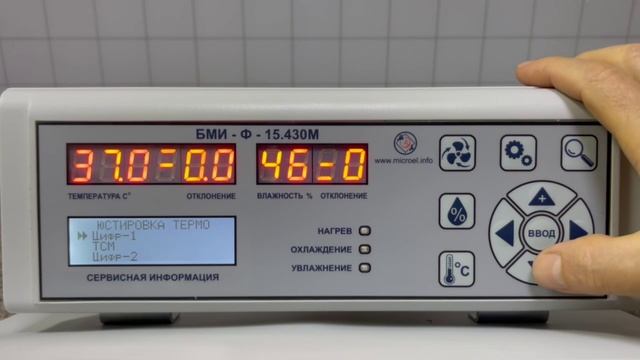 БМИ - Ф - 15.430М
37.0=0.0 46=0
www.microel.info
ТЕМПЕРАТУРА С° ОТКЛОНЕНИЕ ВЛАЖНОСТЬ % ОТКЛОНЕНИЕ
ЮСТИРОВКА ТЕРМО
Цифр-1
ТСМ
Цифр-2
СЕРВИСНАЯ ИНФОРМАЦИЯ
НАГРЕВ
ОХЛАЖДЕНИЕ
УВЛАЖНЕНИЕ
%
°C
+
ВВОД